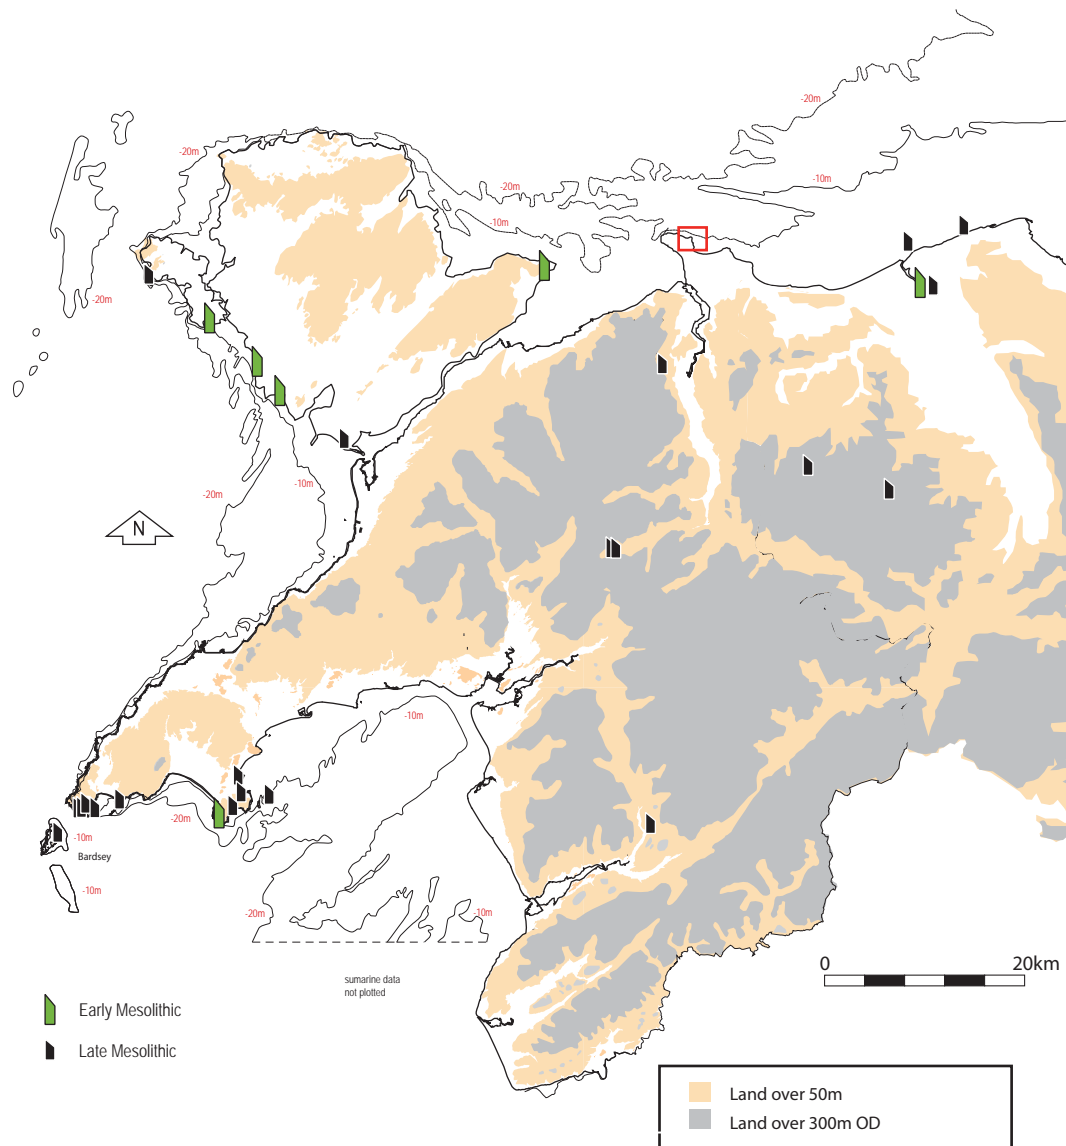 -20m
-20m
-10m
-20m
-10m
-20m
-20m
-10m
-20m
N
-10m
-20m
-10m
Bardsey
-10m
-20m
-10m
sumarine data
not plotted
0 20km
Early Mesolithic
Late Mesolithic
Land over 50m
Land over 300m OD